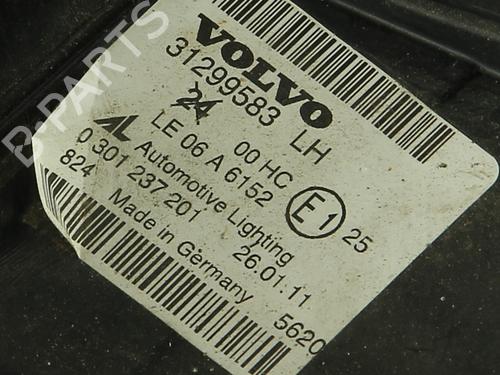 VOLVO
31299583 LH
24 00 HC
LE 06 A 6152
E1 25
AL Automotive Lighting
0 301 237 201 26.01.11
824 Made in Germany 5620
B-PARTS